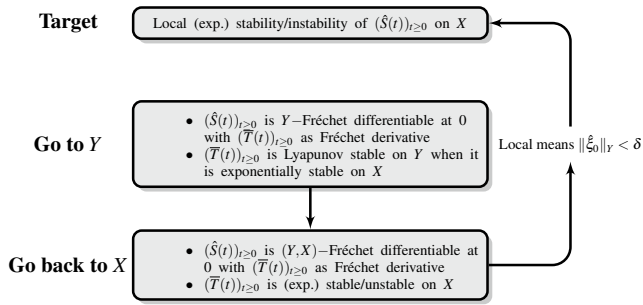 Target
Local (exp.) stability/instability of (Ŝ(t))ₜ≥₀ on X
Go to Y
• (Ŝ(t))ₜ≥₀ is Y−Fréchet differentiable at 0
with (T̅(t))ₜ≥₀ as Fréchet derivative
• (T̅(t))ₜ≥₀ is Lyapunov stable on Y when it
is exponentially stable on X
Local means ‖ξ̂₀‖_Y < δ
Go back to X
• (Ŝ(t))ₜ≥₀ is (Y,X)−Fréchet differentiable at
0 with (T̅(t))ₜ≥₀ as Fréchet derivative
• (T̅(t))ₜ≥₀ is (exp.) stable/unstable on X